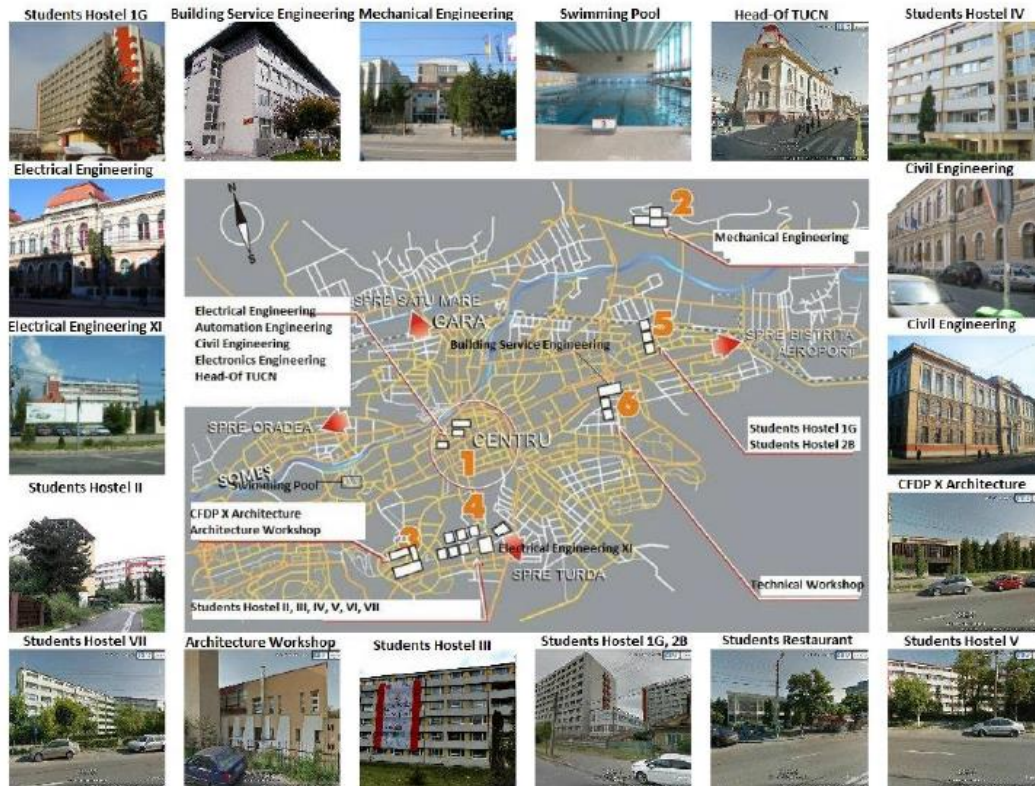 Students Hostel 1G
Building Service Engineering
Mechanical Engineering
Swimming Pool
Head-Of TUCN
Students Hostel IV
Electrical Engineering
Civil Engineering
N
S
2
Mechanical Engineering
SPRE SATU MARE
GARA
5
Electrical Engineering
Automation Engineering
Civil Engineering
Electronics Engineering
Head-Of TUCN
Building Service Engineering
SPRE BISTRITA
AEROPORT
Electrical Engineering XI
Civil Engineering
6
SPRE ORADEA
CENTRU
1
Students Hostel 1G
Students Hostel 2B
SOMES
Swimming Pool
Students Hostel II
CFDP X Architecture
CFDP X Architecture
Architecture Workshop
4
3
Electrical Engineering XI
SPRE TURDA
Technical Workshop
Students Hostel II, III, IV, V, VI, VII
Students Hostel VII
Architecture Workshop
Students Hostel III
Students Hostel 1G, 2B
Students Restaurant
Students Hostel V
3